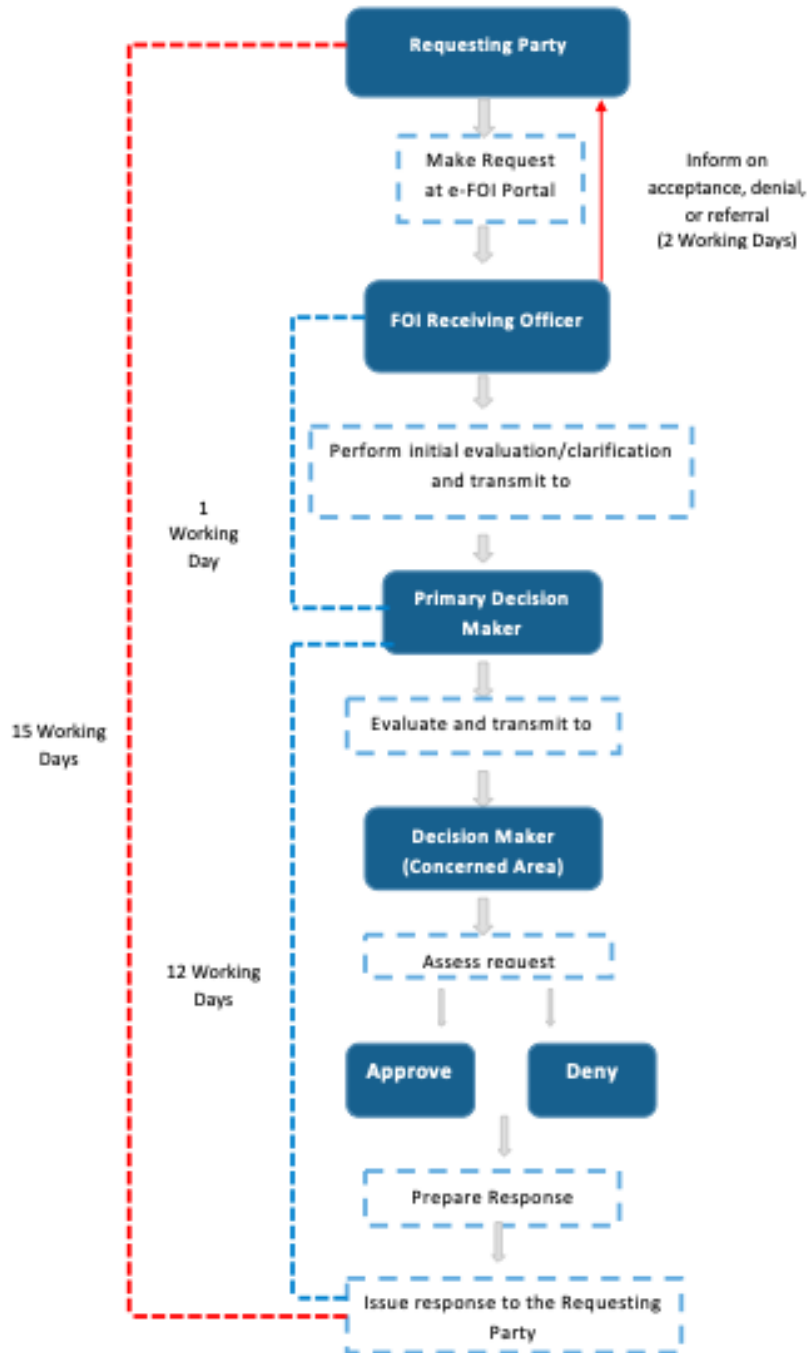 Requesting Party
Make Request
at e-FOI Portal
Inform on
acceptance, denial,
or referral
(2 Working Days)
FOI Receiving Officer
Perform initial evaluation/clarification
and transmit to
1
Working
Day
Primary Decision
Maker
Evaluate and transmit to
15 Working
Days
Decision Maker
(Concerned Area)
Assess request
12 Working
Days
Approve
Deny
Prepare Response
Issue response to the Requesting
Party